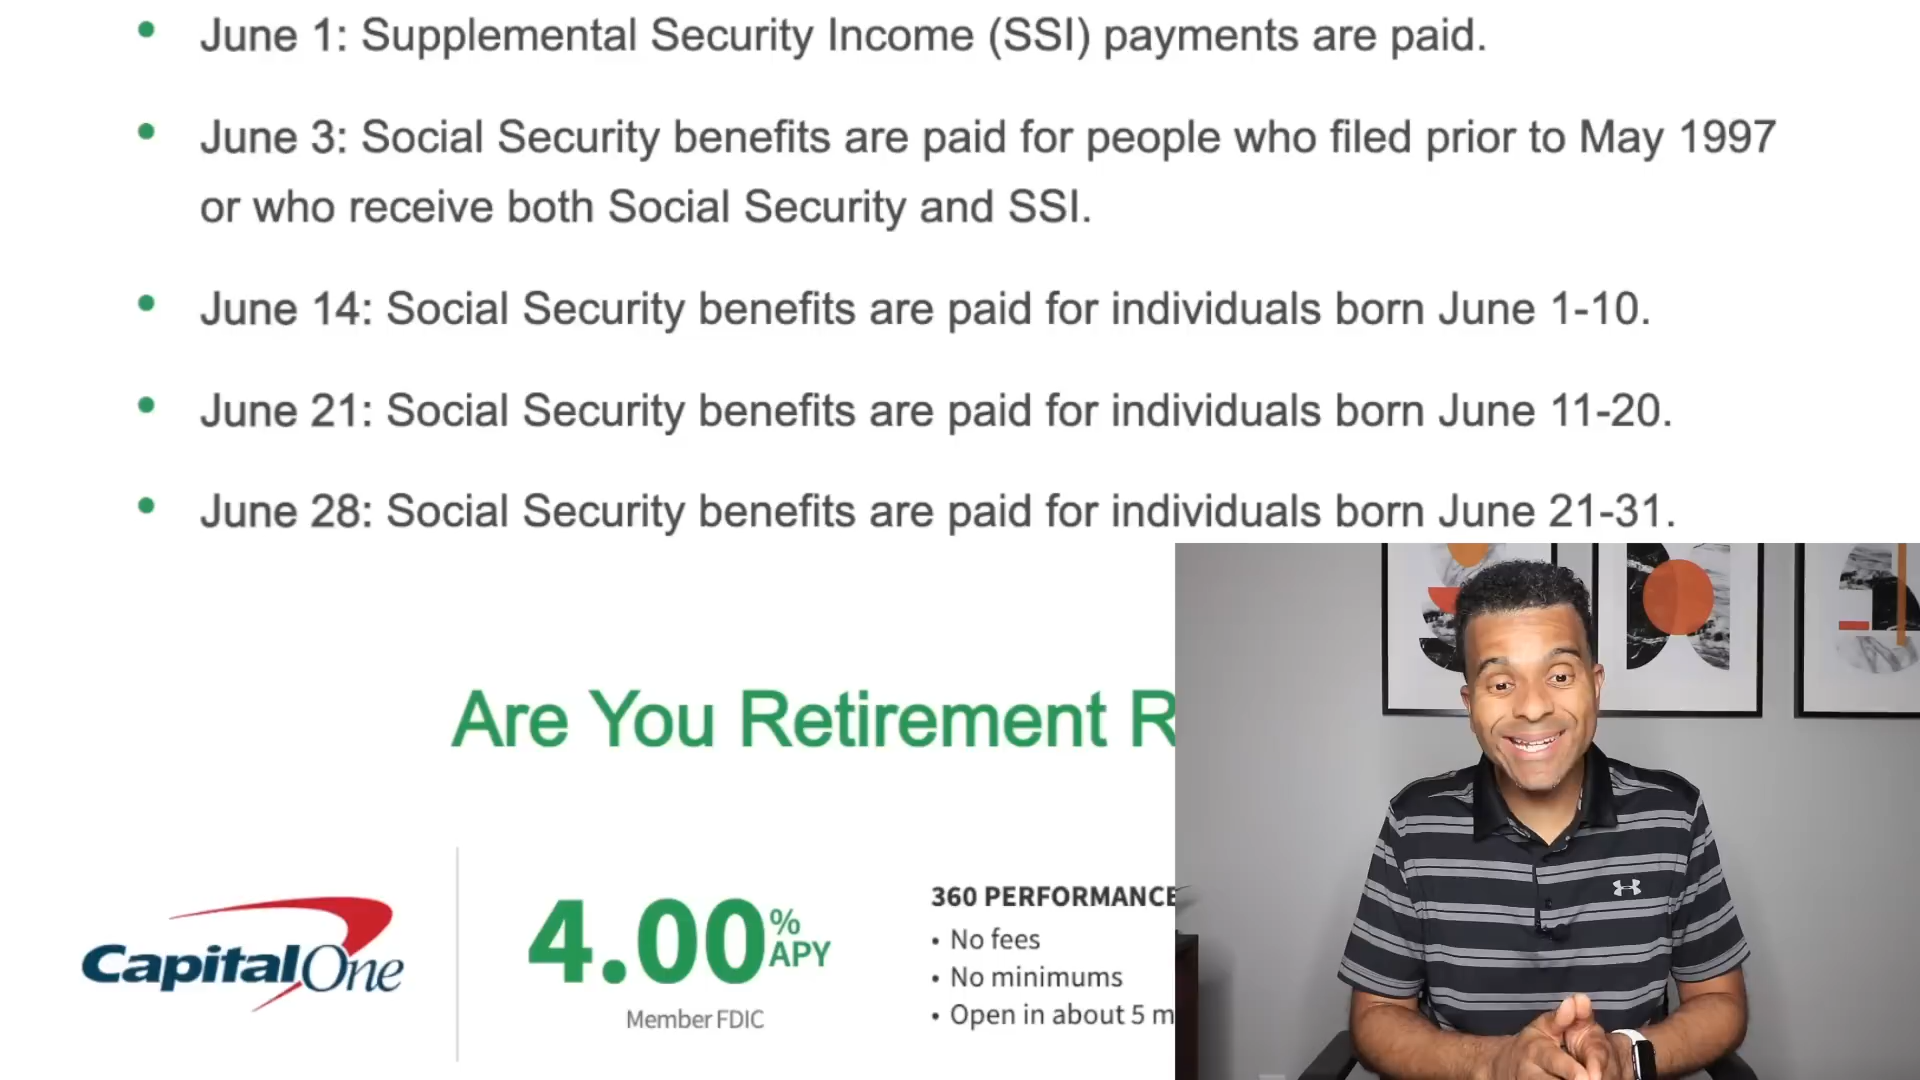 June 1: Supplemental Security Income (SSI) payments are paid.
June 3: Social Security benefits are paid for people who filed prior to May 1997
or who receive both Social Security and SSI.
June 14: Social Security benefits are paid for individuals born June 1-10.
June 21: Social Security benefits are paid for individuals born June 11-20.
June 28: Social Security benefits are paid for individuals born June 21-31.
Are You Retirement R
Capital One
4.00% APY
Member FDIC
360 PERFORMANCE
• No fees
• No minimums
• Open in about 5 m